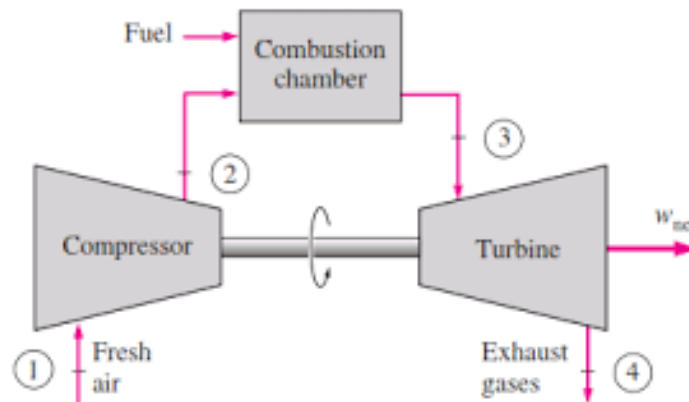 Fuel
Combustion
chamber
2
3
Compressor
Turbine
1
Fresh
air
Exhaust
gases
4